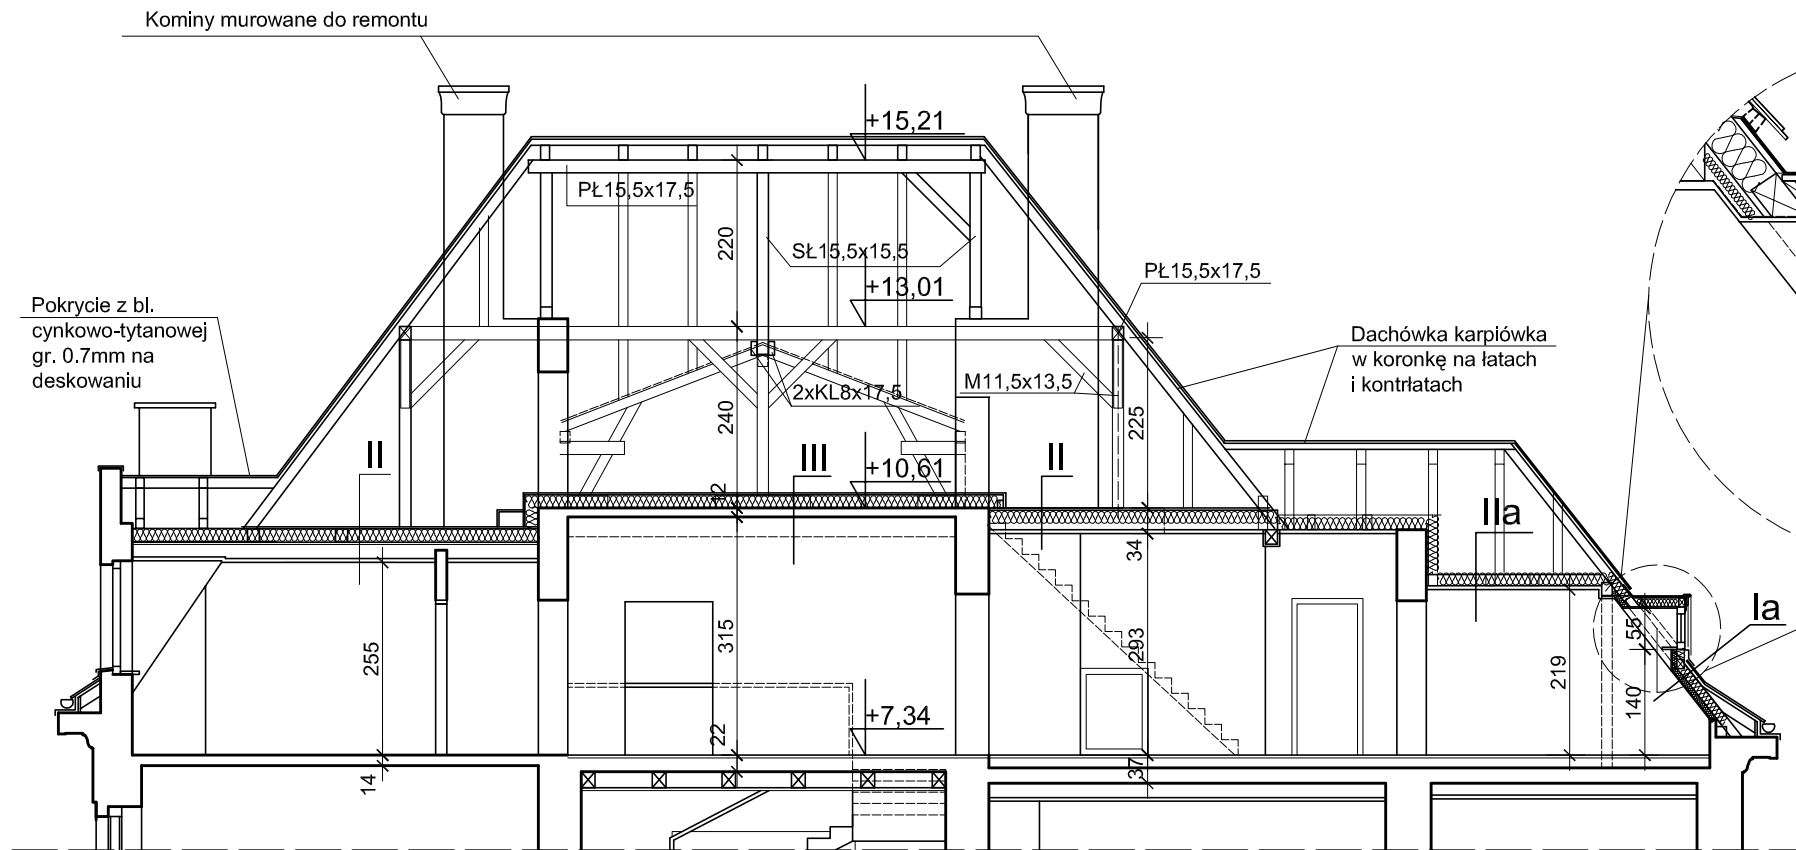 Kominy murowane do remontu
+15,21
PŁ15,5x17,5
220
SŁ15,5x15,5
+13,01
PŁ15,5x17,5
Pokrycie z bl.
cynkowo-tytanowej
gr. 0.7mm na
deskowaniu
Dachówka karpiówka
w koronkę na łatach
i kontrłatach
2xKL8x17,5
M11,5x13,5
240
225
II
III
II
+10,61
12
IIa
34
Ia
255
315
293
55
219
140
+7,34
22
14
37